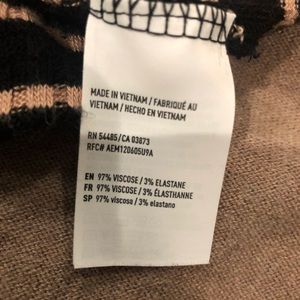 MADE IN VIETNAM / FABRIQUÉ AU
VIETNAM / HECHO EN VIETNAM
RN 54485/CA 03873
RFC# AEM120605U9A
EN 97% VISCOSE / 3% ELASTANE
FR 97% VISCOSE / 3% ÉLASTHANNE
SP 97% viscosa / 3% elastano